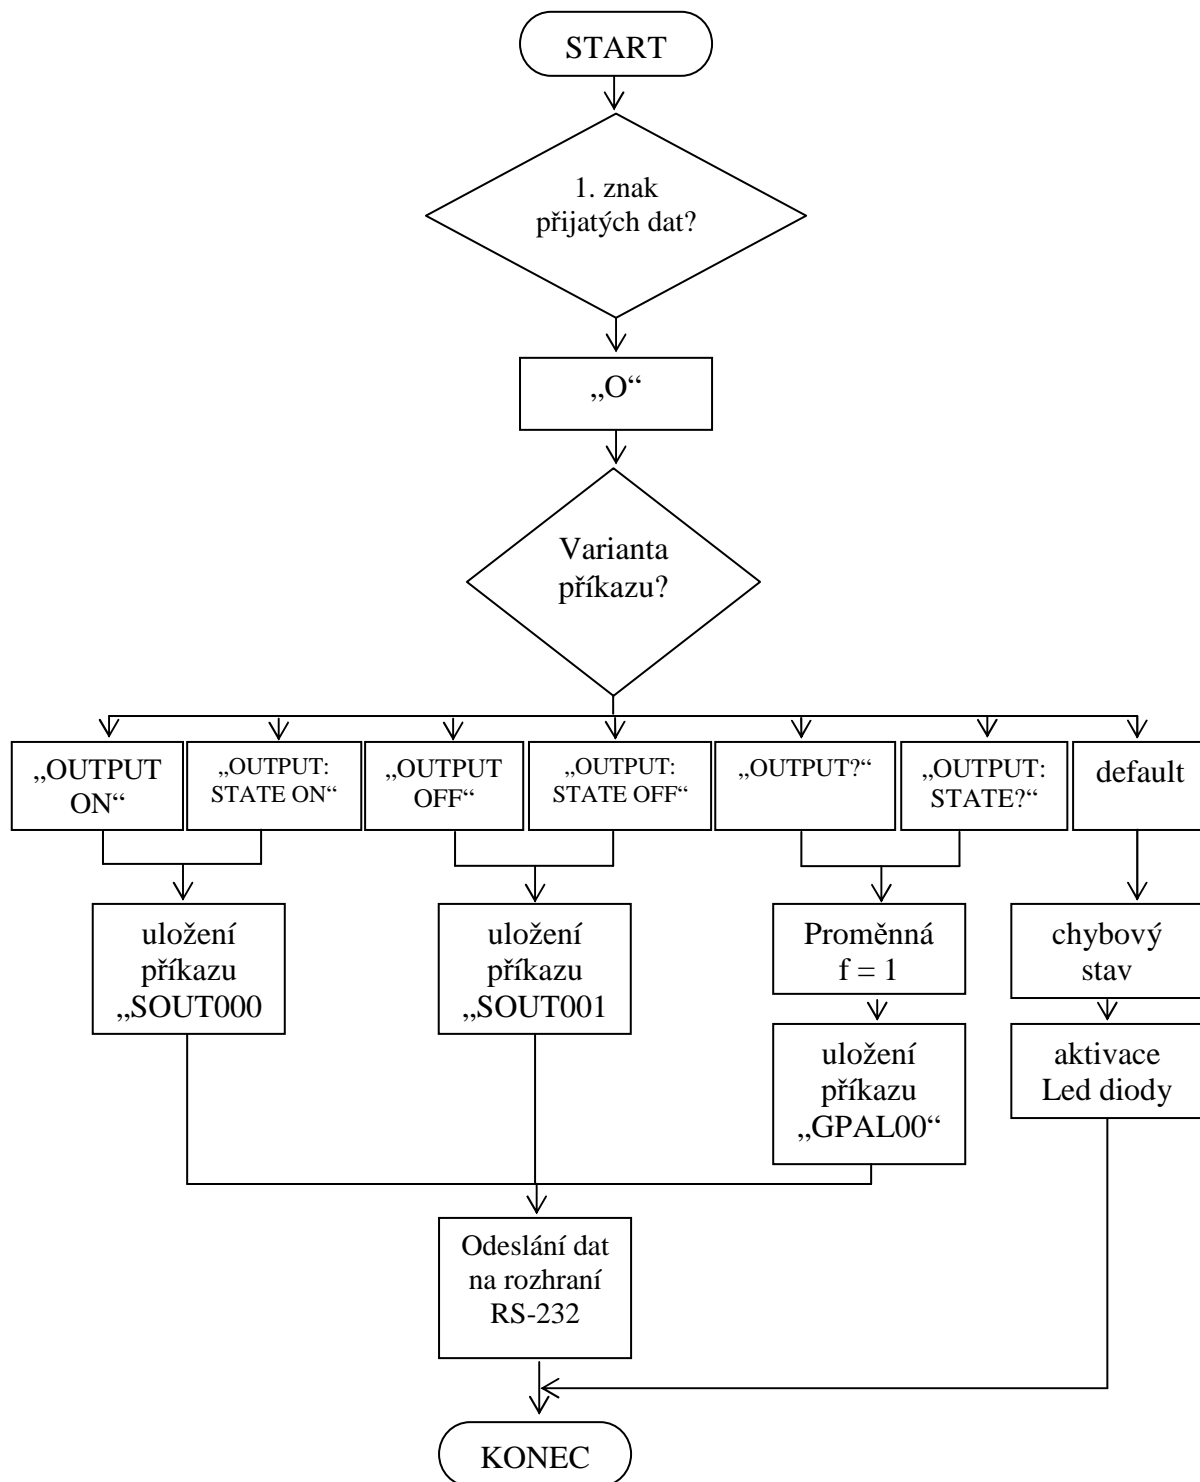 START
1. znak
přijatých dat?
„O“
Varianta
příkazu?
„OUTPUT
ON“
„OUTPUT:
STATE ON“
„OUTPUT
OFF“
„OUTPUT:
STATE OFF“
„OUTPUT?“
„OUTPUT:
STATE?“
default
uložení
příkazu
„SOUT000
uložení
příkazu
„SOUT001
Proměnná
f = 1
chybový
stav
uložení
příkazu
„GPAL00“
aktivace
Led diody
Odeslání dat
na rozhraní
RS-232
KONEC